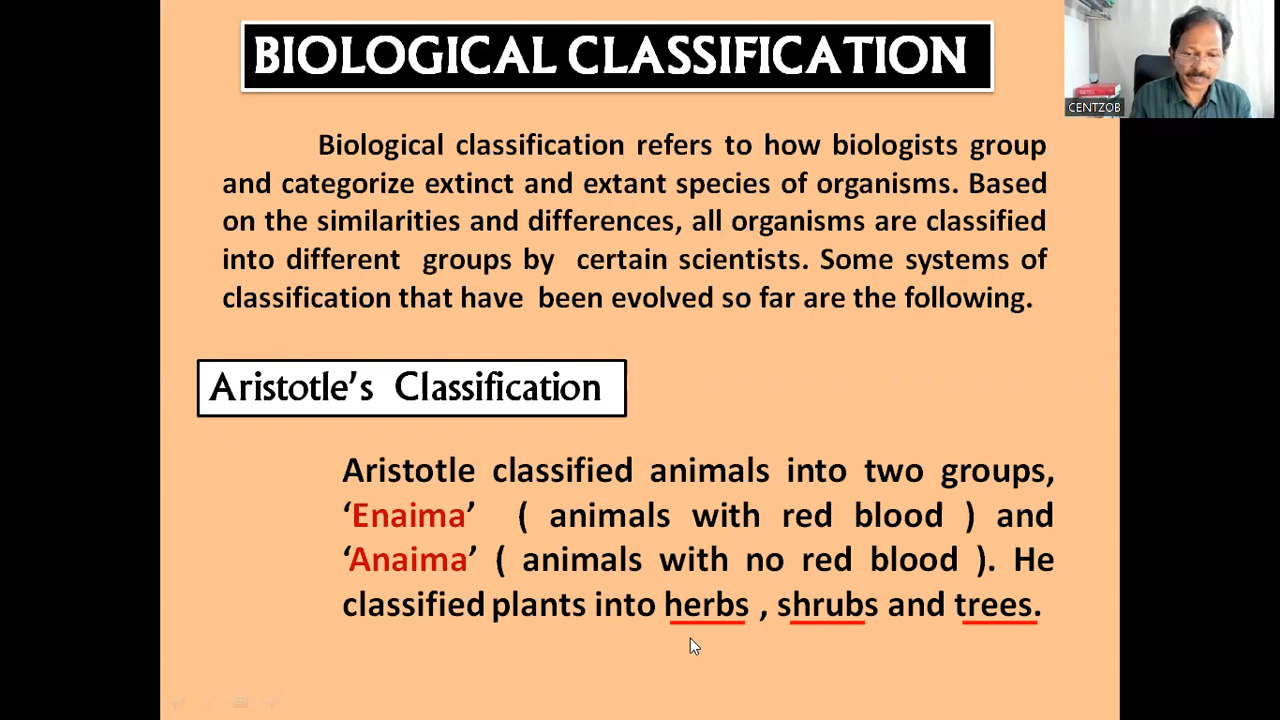 BIOLOGICAL CLASSIFICATION
CENTZOB
Biological classification refers to how biologists group
and categorize extinct and extant species of organisms. Based
on the similarities and differences, all organisms are classified
into different groups by certain scientists. Some systems of
classification that have been evolved so far are the following.
Aristotle's Classification
Aristotle classified animals into two groups,
‘Enaima’ ( animals with red blood ) and
‘Anaima’ ( animals with no red blood ). He
classified plants into herbs , shrubs and trees.